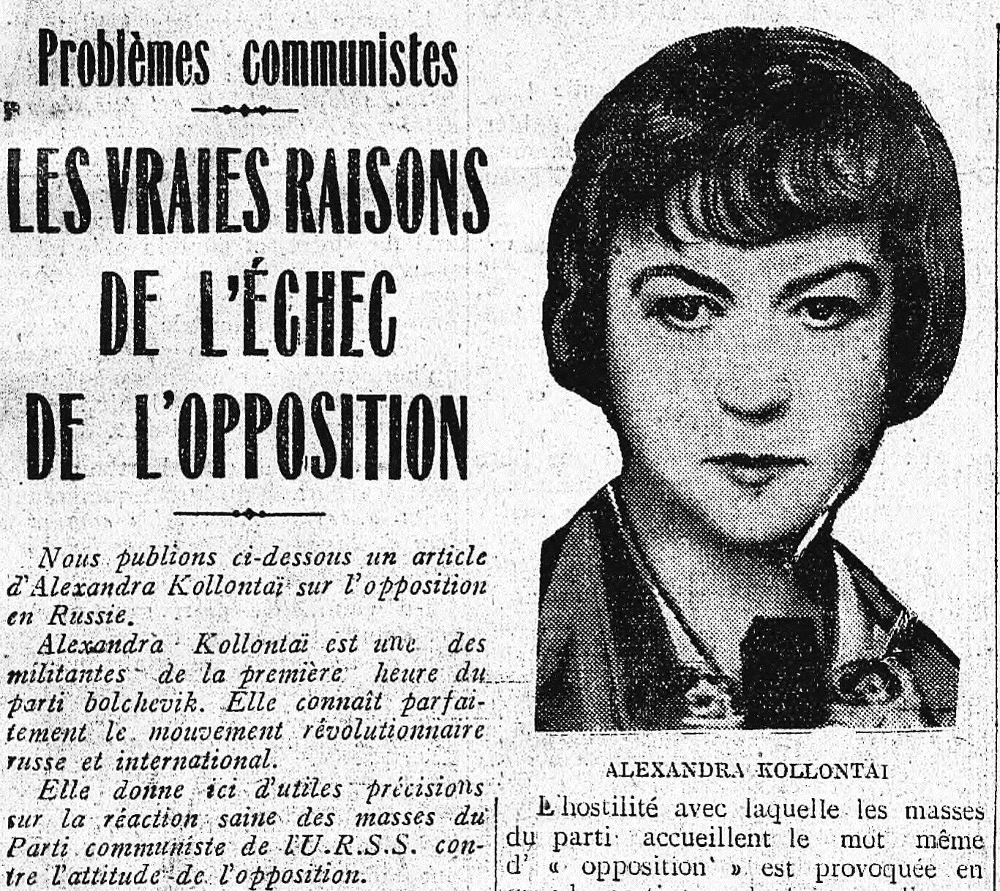 Problèmes communistes
LES VRAIES RAISONS
DE L'ÉCHEC
DE L'OPPOSITION
Nous publions ci-dessous un article
d'Alexandra Kollontaï sur l'opposition
en Russie.
Alexandra Kollontaï est une des
militantes de la première heure du
parti bolchevik. Elle connaît parfai-
tement le mouvement révolutionnaire
russe et international.
Elle donne ici d'utiles précisions
sur la réaction saine des masses du
Parti communiste de l'U.R.S.S. con-
tre l'attitude de l'opposition.
ALEXANDRA KOLLONTAI
L'hostilité avec laquelle les masses
du parti accueillent le mot même
d' « opposition » est provoquée en